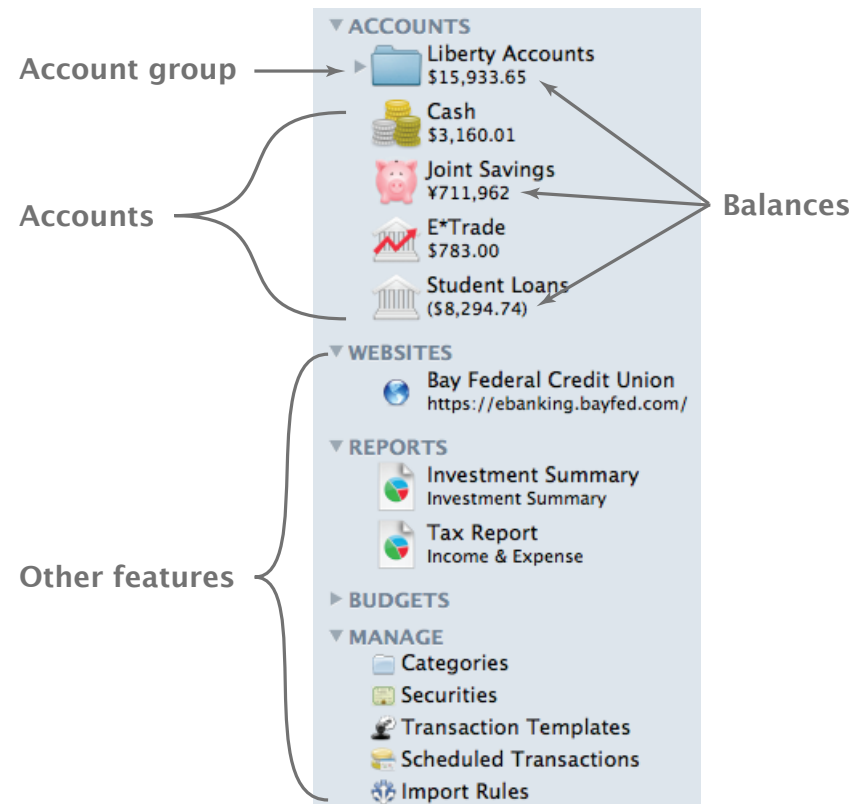 ACCOUNTS
Account group
Liberty Accounts
$15,933.65
Cash
$3,160.01
Joint Savings
¥711,962
Accounts
Balances
E*Trade
$783.00
Student Loans
($8,294.74)
WEBSITES
Bay Federal Credit Union
https://ebanking.bayfed.com/
REPORTS
Investment Summary
Investment Summary
Tax Report
Income & Expense
Other features
BUDGETS
MANAGE
Categories
Securities
Transaction Templates
Scheduled Transactions
Import Rules